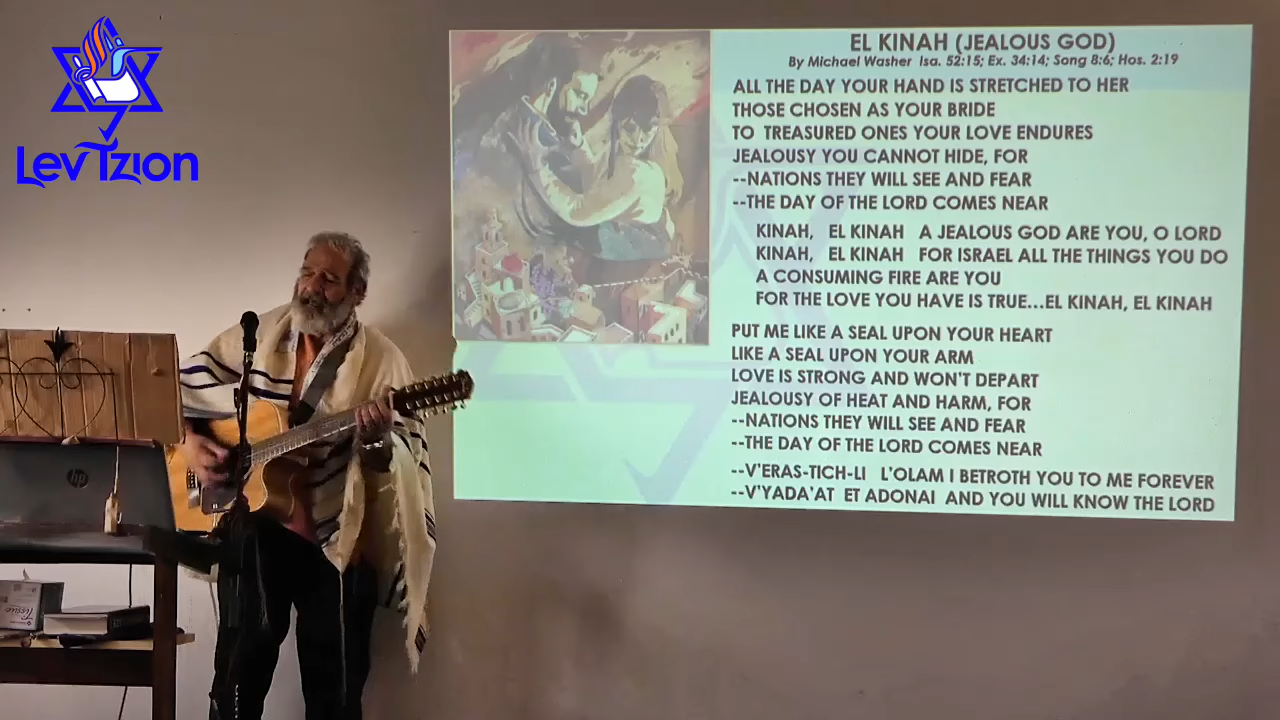 Lev Tzion
EL KINAH (JEALOUS GOD)
By Michael Washer Isa. 52:15; Ex. 34:14; Song 8:6; Hos. 2:19
ALL THE DAY YOUR HAND IS STRETCHED TO HER
THOSE CHOSEN AS YOUR BRIDE
TO TREASURED ONES YOUR LOVE ENDURES
JEALOUSY YOU CANNOT HIDE, FOR
--NATIONS THEY WILL SEE AND FEAR
--THE DAY OF THE LORD COMES NEAR
KINAH, EL KINAH A JEALOUS GOD ARE YOU, O LORD
KINAH, EL KINAH FOR ISRAEL ALL THE THINGS YOU DO
A CONSUMING FIRE ARE YOU
FOR THE LOVE YOU HAVE IS TRUE...EL KINAH, EL KINAH
PUT ME LIKE A SEAL UPON YOUR HEART
LIKE A SEAL UPON YOUR ARM
LOVE IS STRONG AND WON'T DEPART
JEALOUSY OF HEAT AND HARM, FOR
--NATIONS THEY WILL SEE AND FEAR
--THE DAY OF THE LORD COMES NEAR
--V'ERAS-TICH-LI L'OLAM I BETROTH YOU TO ME FOREVER
--V'YADA'AT ET ADONAI AND YOU WILL KNOW THE LORD
hp
Tissue